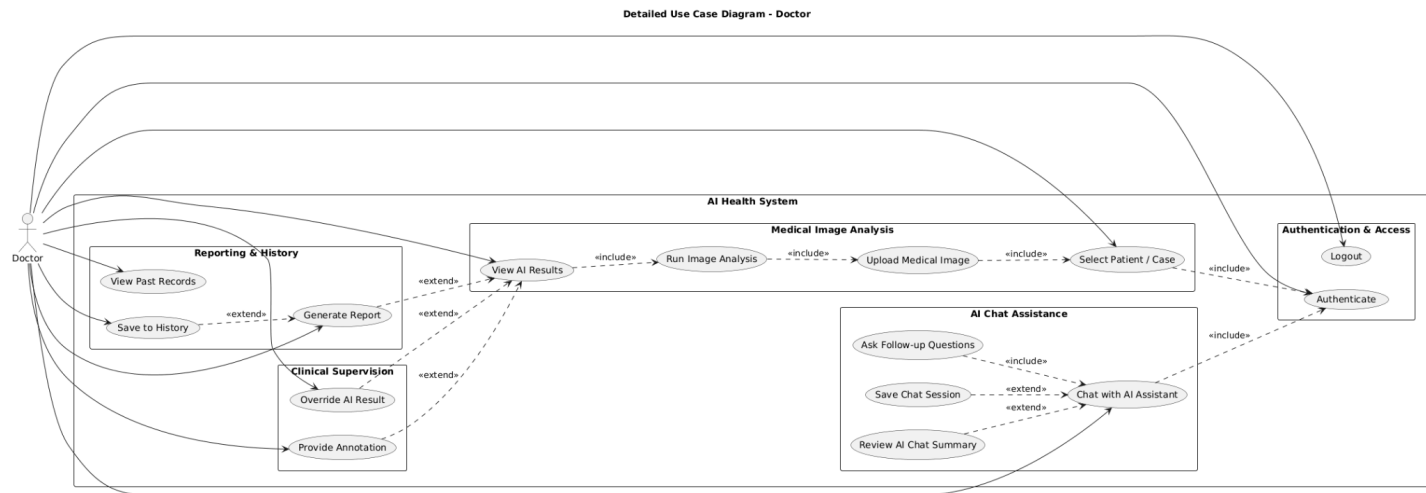 Detailed Use Case Diagram - Doctor
AI Health System
Doctor
Reporting & History
View Past Records
Save to History
«extend»
Generate Report
«extend»
«extend»
«extend»
Clinical Supervision
Override AI Result
Provide Annotation
Medical Image Analysis
View AI Results
«include»
Run Image Analysis
«include»
Upload Medical Image
«include»
Select Patient / Case
«include»
«include»
AI Chat Assistance
Ask Follow-up Questions
«include»
Save Chat Session
«extend»
Chat with AI Assistant
«extend»
Review AI Chat Summary
Authentication & Access
Logout
Authenticate